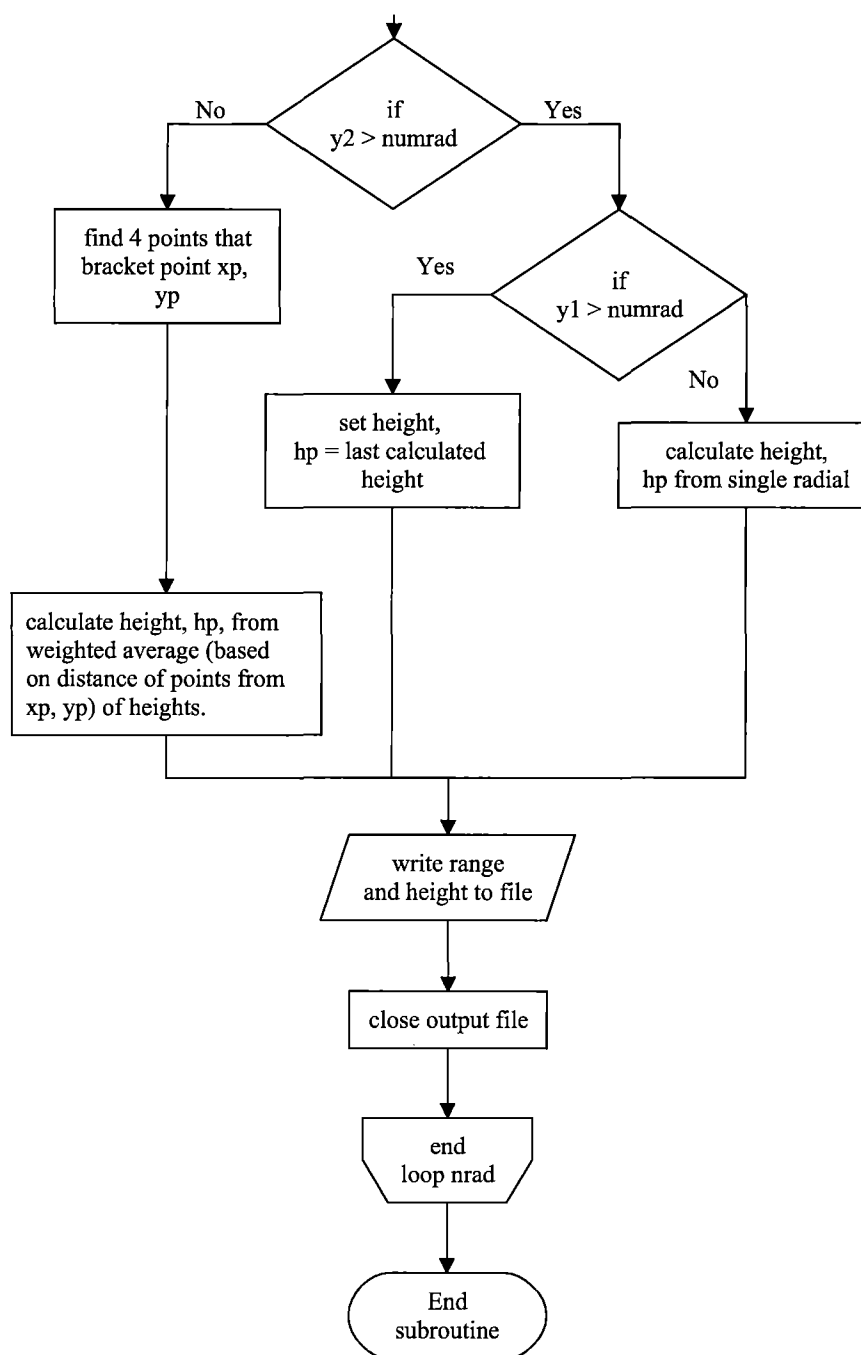 if
y2 > numrad
No
Yes
find 4 points that
bracket point xp,
yp
if
y1 > numrad
Yes
No
set height,
hp = last calculated
height
calculate height,
hp from single radial
calculate height, hp, from
weighted average (based
on distance of points from
xp, yp) of heights.
write range
and height to file
close output file
end
loop nrad
End
subroutine